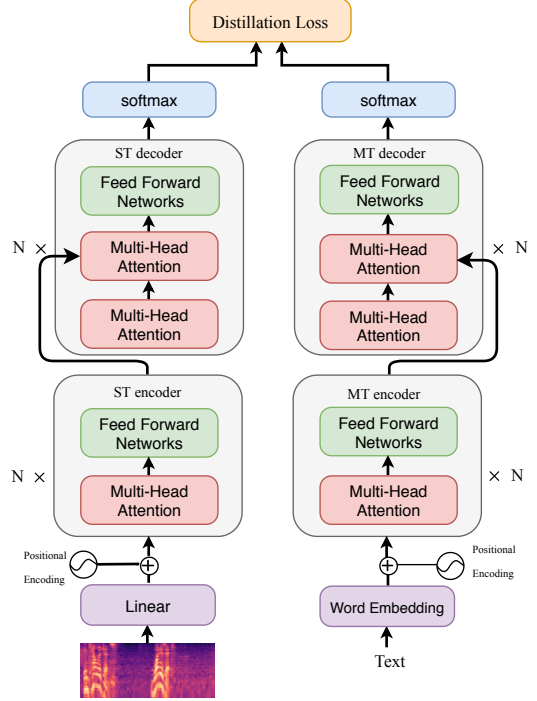 Distillation Loss
softmax
softmax
ST decoder
MT decoder
Feed Forward
Networks
Feed Forward
Networks
N ×
Multi-Head
Attention
Multi-Head
Attention
× N
Multi-Head
Attention
Multi-Head
Attention
ST encoder
MT encoder
Feed Forward
Networks
Feed Forward
Networks
N ×
Multi-Head
Attention
Multi-Head
Attention
× N
Positional
Encoding
Positional
Encoding
Linear
Word Embedding
Text